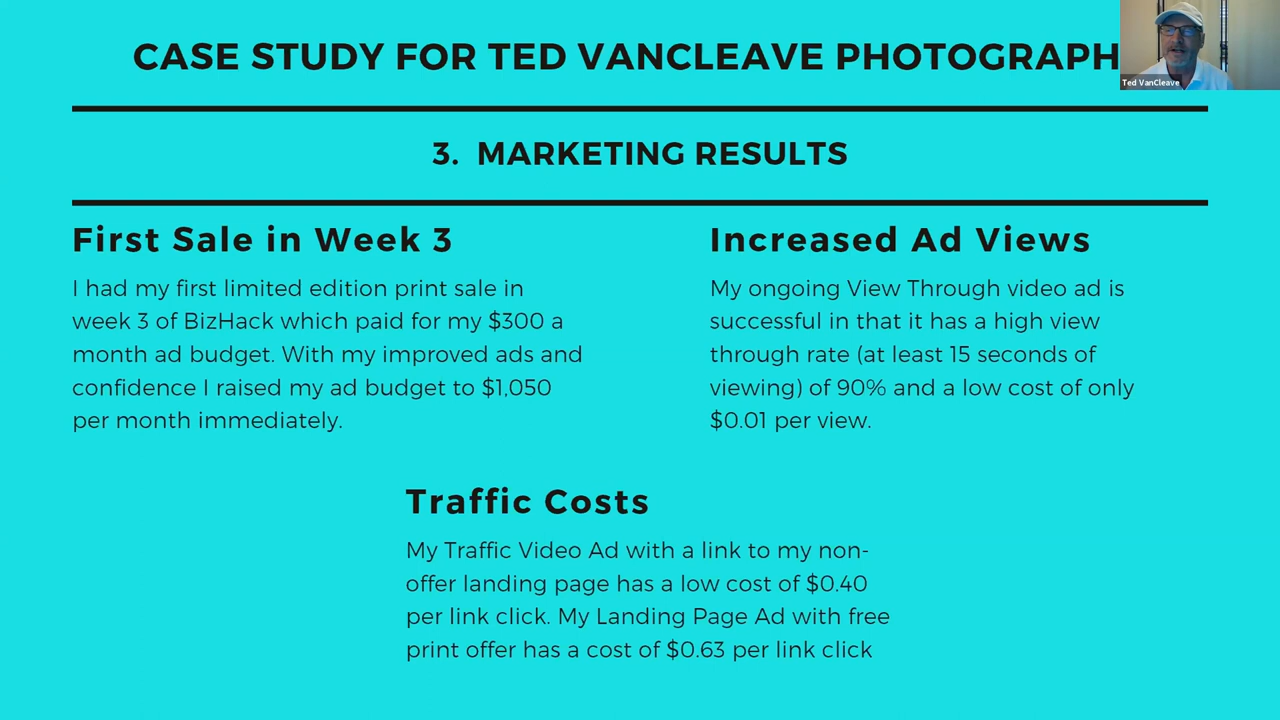 CASE STUDY FOR TED VANCLEAVE PHOTOGRAPH
Ted VanCleave
3. MARKETING RESULTS
First Sale in Week 3
I had my first limited edition print sale in
week 3 of BizHack which paid for my $300 a
month ad budget. With my improved ads and
confidence I raised my ad budget to $1,050
per month immediately.
Increased Ad Views
My ongoing View Through video ad is
successful in that it has a high view
through rate (at least 15 seconds of
viewing) of 90% and a low cost of only
$0.01 per view.
Traffic Costs
My Traffic Video Ad with a link to my non-
offer landing page has a low cost of $0.40
per link click. My Landing Page Ad with free
print offer has a cost of $0.63 per link click